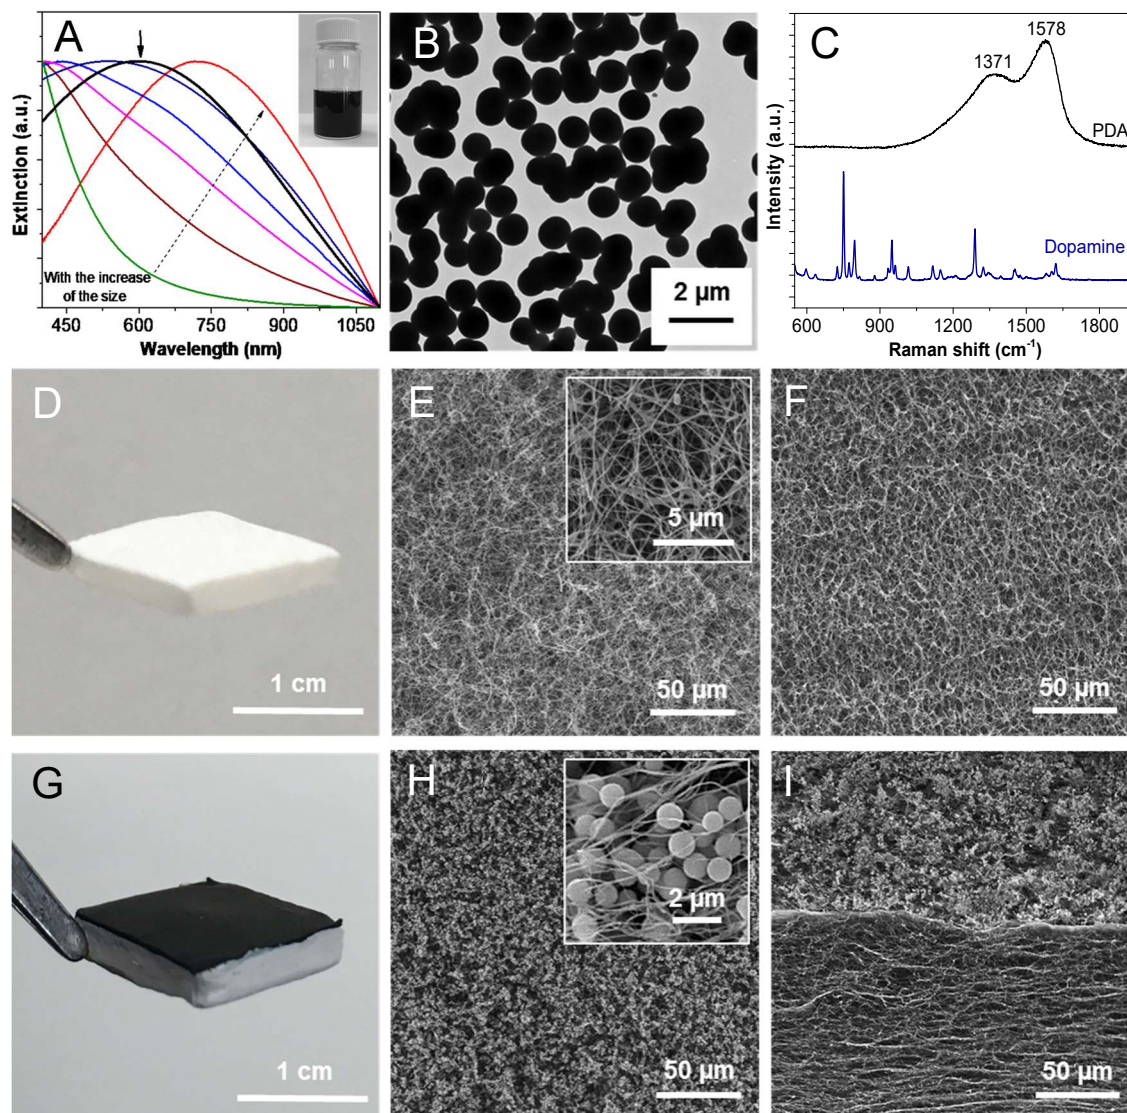 A
Extinction (a.u.)
With the increase
of the size
450 600 750 900 1050
Wavelength (nm)
B
2 µm
C
Intensity (a.u.)
1371
1578
PDA
Dopamine
600 900 1200 1500 1800
Raman shift (cm-1)
D
1 cm
E
5 µm
50 µm
F
50 µm
G
1 cm
H
2 µm
50 µm
I
50 µm